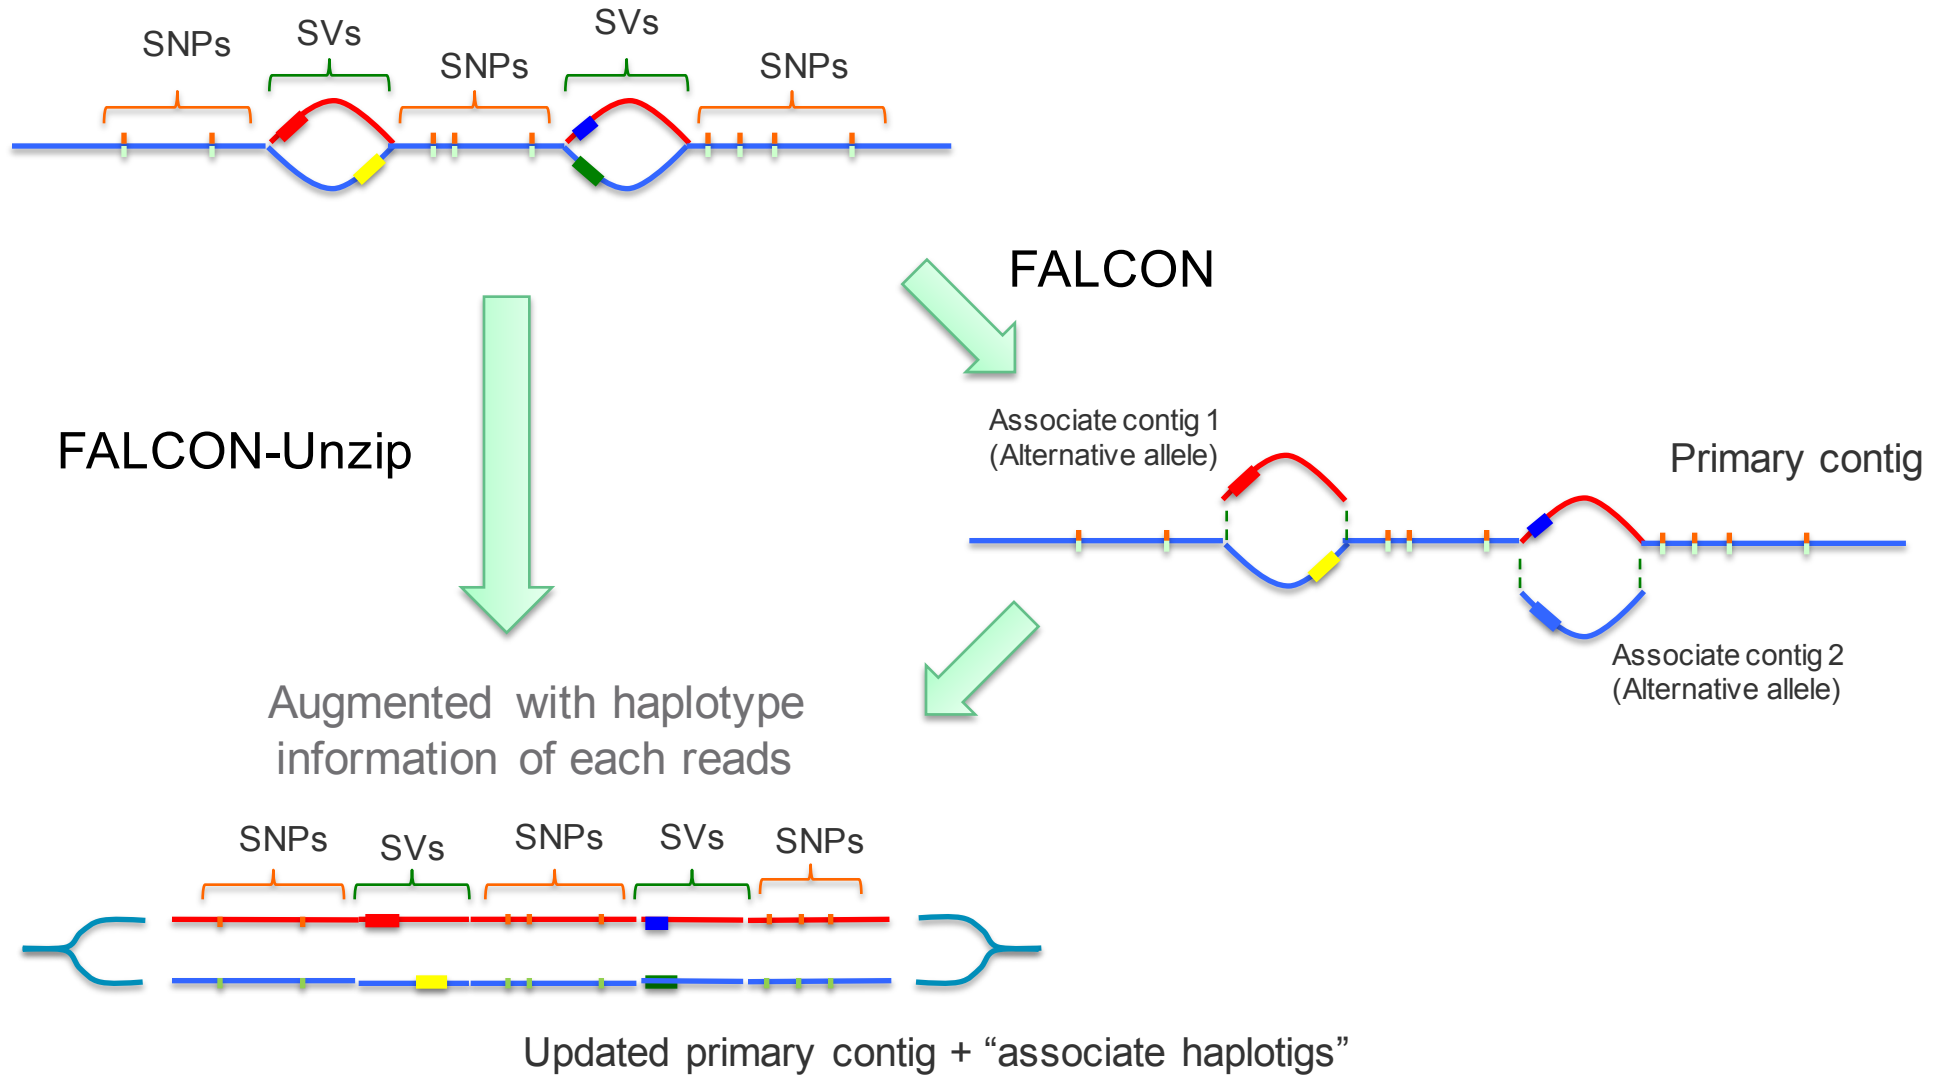 SNPs
SVs
SNPs
SVs
SNPs
FALCON
FALCON-Unzip
Associate contig 1
(Alternative allele)
Primary contig
Associate contig 2
(Alternative allele)
Augmented with haplotype
information of each reads
SNPs
SVs
SNPs
SVs
SNPs
Updated primary contig + “associate haplotigs”